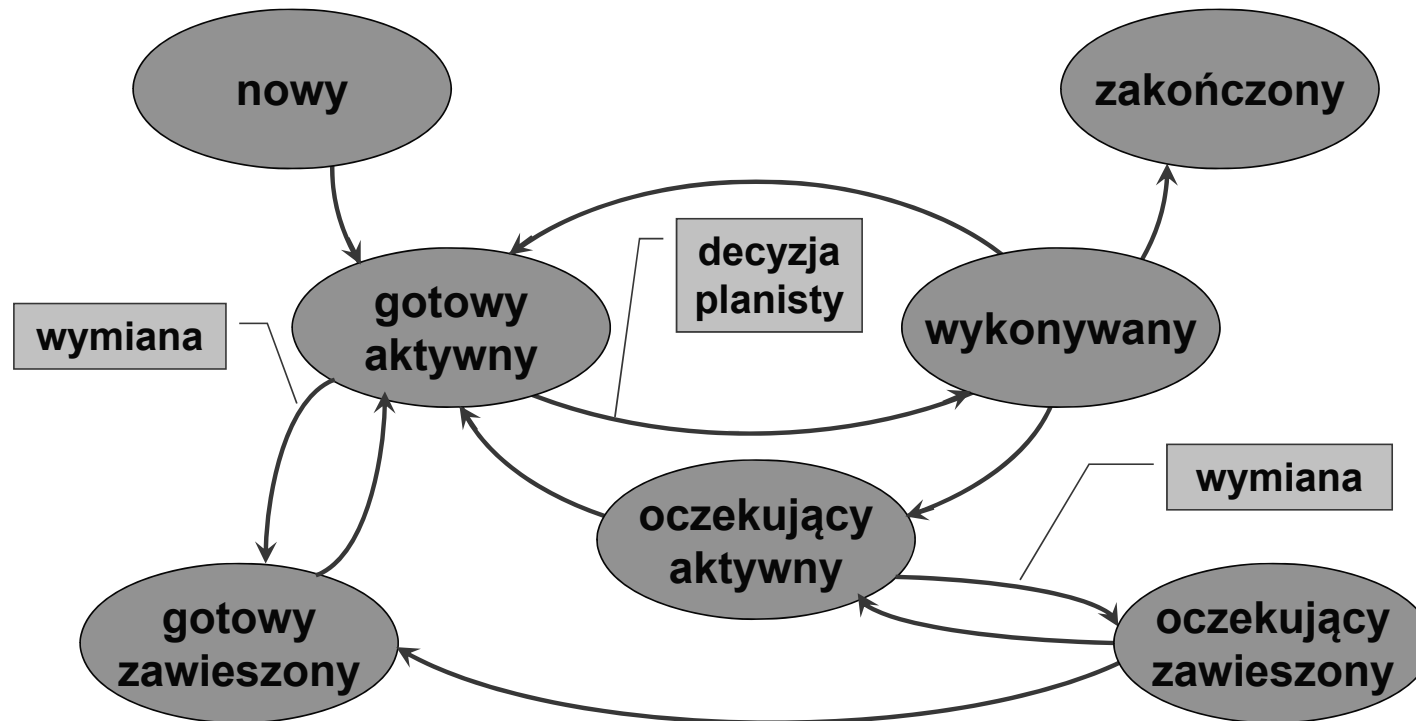 nowy
zakończony
decyzja
planisty
wymiana
gotowy
aktywny
wykonywany
wymiana
oczekujący
aktywny
gotowy
zawieszony
oczekujący
zawieszony